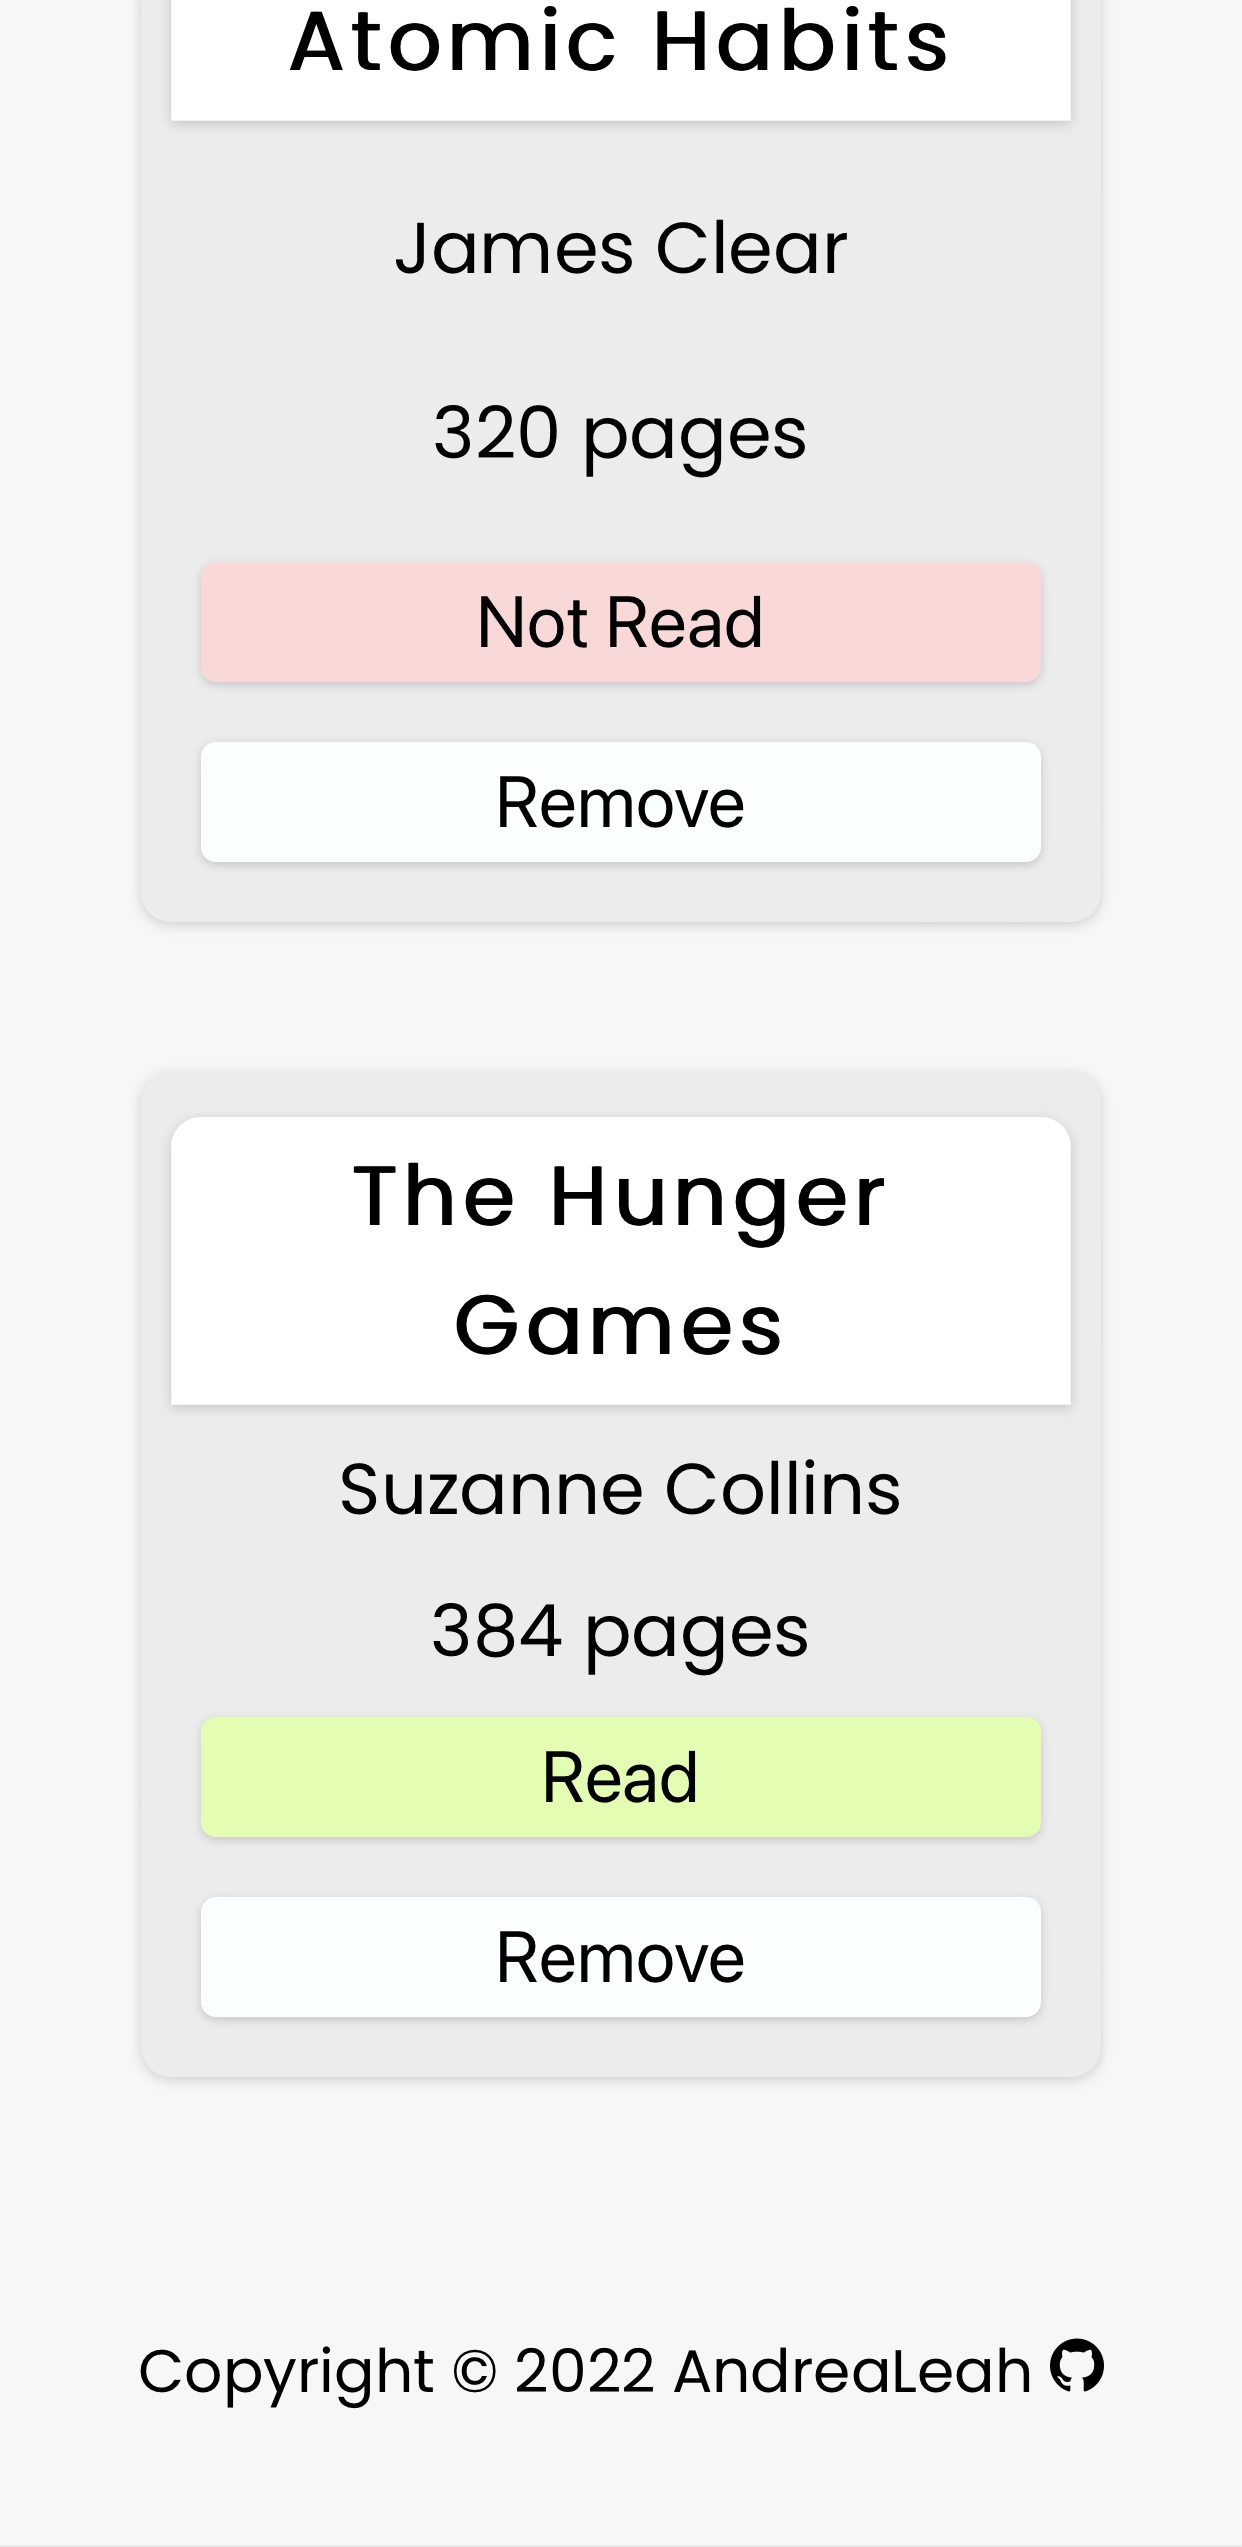 Atomic Habits
James Clear
320 pages
Not Read
Remove
The Hunger
Games
Suzanne Collins
384 pages
Read
Remove
Copyright © 2022 AndreaLeah